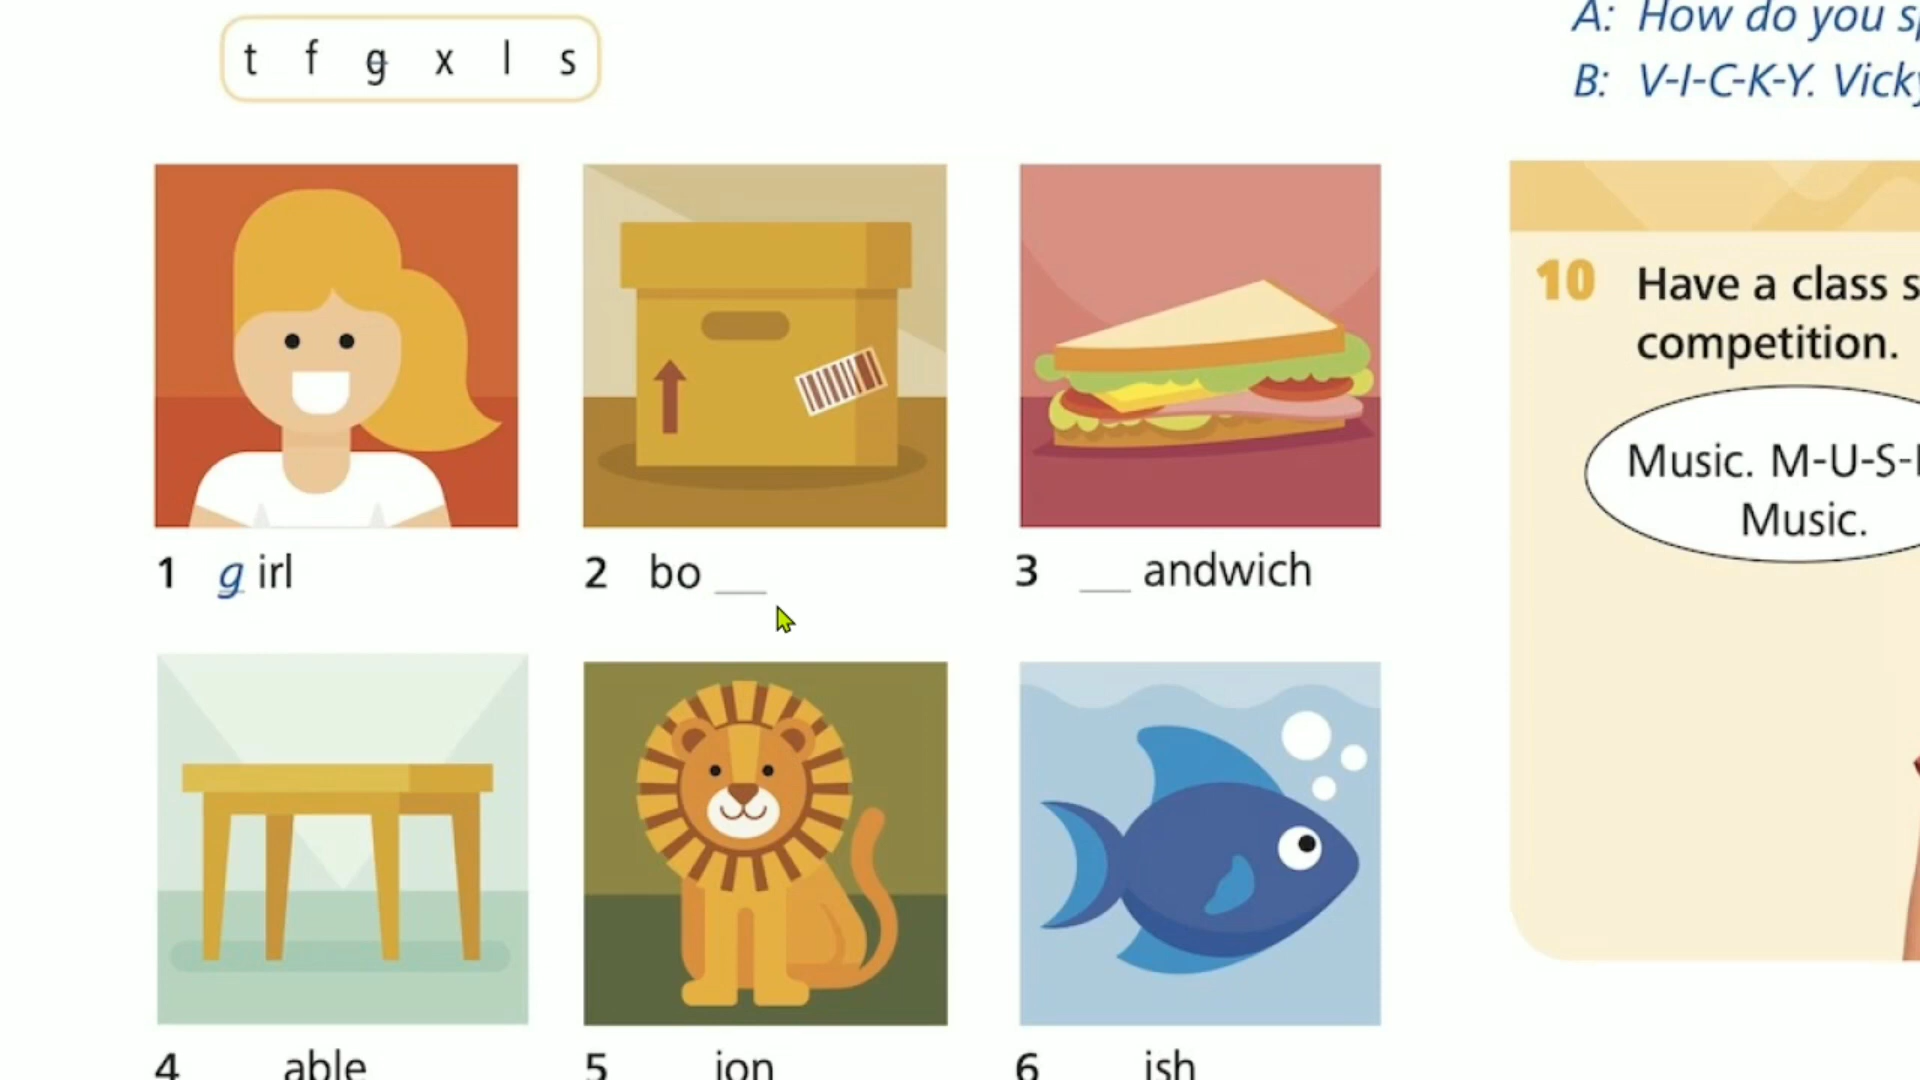 t f g x l s
1 g irl
2 bo __
3 __ andwich
4 able
5 ion
6 ish
A: How do you
B: V-I-C-K-Y.
10 Have a class
competition.
Music.
Music.